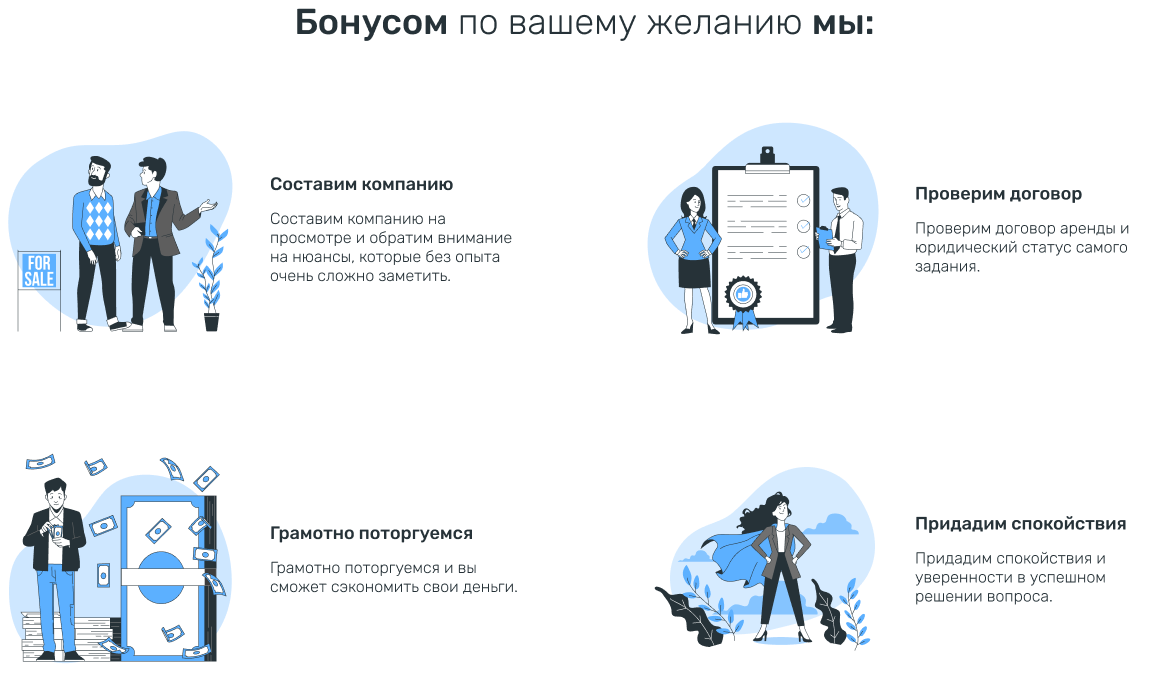 Бонусом по вашему желанию мы:
FOR
SALE
Составим компанию
Составим компанию на
просмотре и обратим внимание
на нюансы, которые без опыта
очень сложно заметить.
Проверим договор
Проверим договор аренды и
юридический статус самого
задания.
Грамотно поторгуемся
Грамотно поторгуемся и вы
сможет сэкономить свои деньги.
Придадим спокойствия
Придадим спокойствия и
уверенности в успешном
решении вопроса.